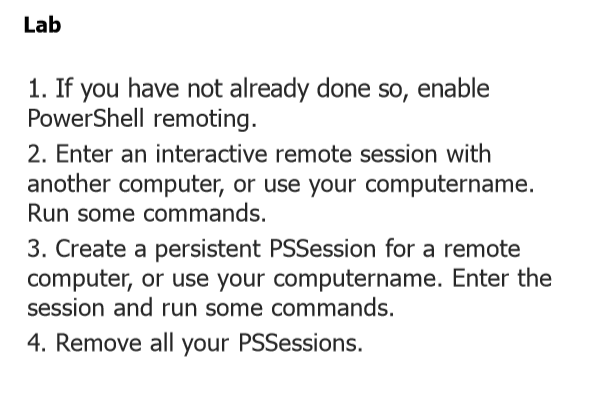 Lab
1. If you have not already done so, enable
PowerShell remoting.
2. Enter an interactive remote session with
another computer, or use your computername.
Run some commands.
3. Create a persistent PSSession for a remote
computer, or use your computername. Enter the
session and run some commands.
4. Remove all your PSSessions.